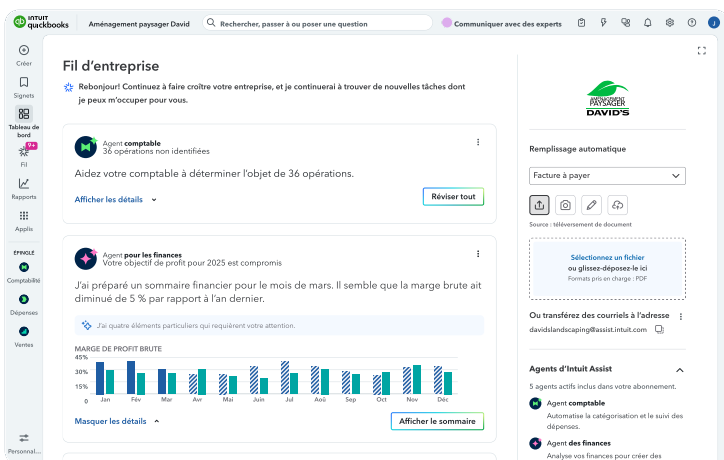 INTUIT
quickbooks
Aménagement paysager David
Rechercher, passer à ou poser une question
Communiquer avec des experts
J
Créer
Signets
Tableau de
bord
9+
Fil
Rapports
Applis
ÉPINGLÉ
Comptabilité
Dépenses
Ventes
Personnal...
Fil d'entreprise
Rebonjour! Continuez à faire croître votre entreprise, et je continuerai à trouver de nouvelles tâches dont
je peux m'occuper pour vous.
Agent comptable
36 opérations non identifiées
Aidez votre comptable à déterminer l'objet de 36 opérations.
Afficher les détails
Réviser tout
Agent pour les finances
Votre objectif de profit pour 2025 est compromis
J'ai préparé un sommaire financier pour le mois de mars. Il semble que la marge brute ait
diminué de 5 % par rapport à l'an dernier.
J'ai quatre éléments particuliers qui requièrent votre attention.
MARGE DE PROFIT BRUTE
45%
30%
15%
0
Jan Fév Mar Avr Mai Juin Jul Aoû Sep Oct Nov Déc
Masquer les détails
Afficher le sommaire
AMÉNAGEMENT
PAYSAGER
DAVID'S
Remplissage automatique
Facture à payer
Source : téléversement de document
Sélectionnez un fichier
ou glissez-déposez-le ici
Formats pris en charge : PDF
Ou transférez des courriels à l'adresse
davidslandscaping@assist.intuit.com
Agents d'Intuit Assist
5 agents actifs inclus dans votre abonnement.
Agent comptable
Automatise la catégorisation et le suivi des
dépenses.
Agent des finances
Analyse vos finances pour créer des